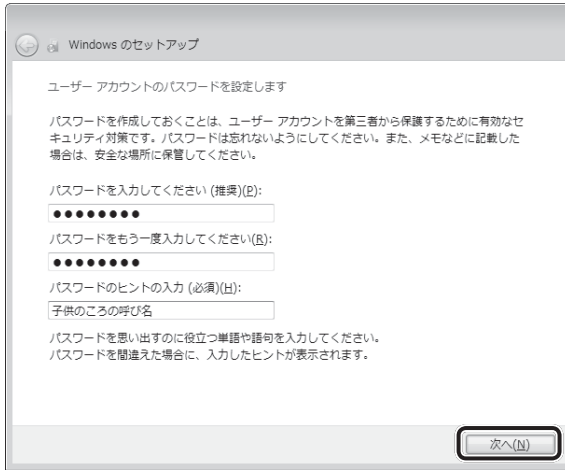 Windows のセットアップ
ユーザー アカウントのパスワードを設定します
パスワードを作成しておくことは、ユーザー アカウントを第三者から保護するために有効なセ
キュリティ対策です。パスワードは忘れないようにしてください。また、メモなどに記載した
場合は、安全な場所に保管してください。
パスワードを入力してください (推奨)(P):
●●●●●●●●
パスワードをもう一度入力してください(R):
●●●●●●●●
パスワードのヒントの入力 (必須)(H):
子供のころの呼び名
パスワードを思い出すのに役立つ単語や語句を入力してください。
パスワードを間違えた場合に、入力したヒントが表示されます。
次へ(N)